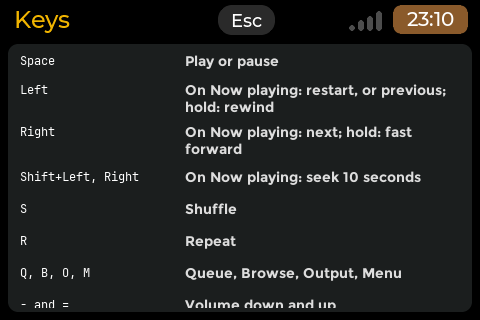 Keys
Esc
23:10
Space
Play or pause
Left
On Now playing: restart, or previous;
hold: rewind
Right
On Now playing: next; hold: fast
forward
Shift+Left, Right
On Now playing: seek 10 seconds
S
Shuffle
R
Repeat
Q, B, O, M
Queue, Browse, Output, Menu
- and =
Volume down and up